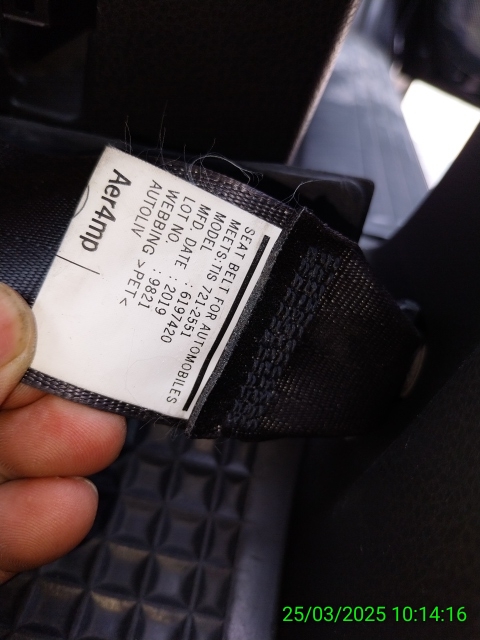 SEAT BELT FOR AUTOMOBILES
MEETS:TIS 721-2551
MODEL : 6197420
MFD. DATE : 2019
LOT NO. : 9821
WEBBING >PET<
AUTOLIV
Aer4mp
25/03/2025 10:14:16